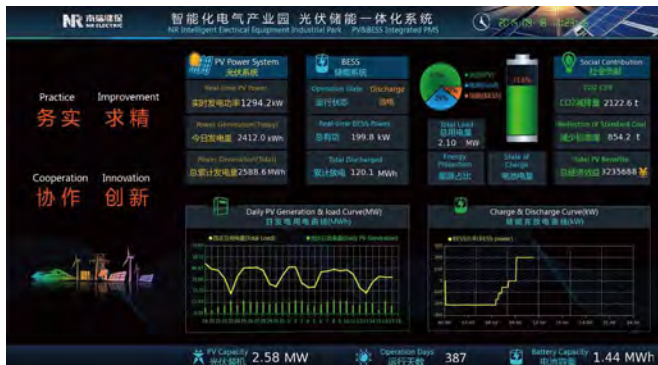 NR 南瑞继保
NR ELECTRIC
智能化电气产业园 光伏储能一体化系统
NR Intelligent Electrical Equipment Industrial Park PV&BESS Integrated PMS
Practice Improvement
务实 求精
Cooperation Innovation
协作 创新
PV Power System
光伏系统
Real-time PV Power
实时发电功率1294.2kW
Power Generation(Today)
今日发电量 2412.0 kWh
Power Generation(Total)
总累计发电量2588.6 MWh
BESS
储能系统
Operation State Discharge
运行状态 放电
Real-time BESS Power
总有功 199.8 kW
Total Discharged
累计放电 120.1 MWh
Total Load
总用电量
2.10 MW
Energy
Proportion
能源占比
State of
Charge
电池电量
Social Contribution
社会贡献
CO2 Cut
CO2减排量 2122.6 t
Reduction of Standard Coal
减少标准煤 854.2 t
Total PV Benefits
总经济效益 3235688 ¥
Daily PV Generation & load Curve(MW)
日发电用电曲线(MWh)
Charge & Discharge Curve(kW)
储能充放电曲线(kW)
PV Capacity
光伏装机 2.58 MW
Operation Days
运行天数 387
Battery Capacity
电池容量 1.44 MWh